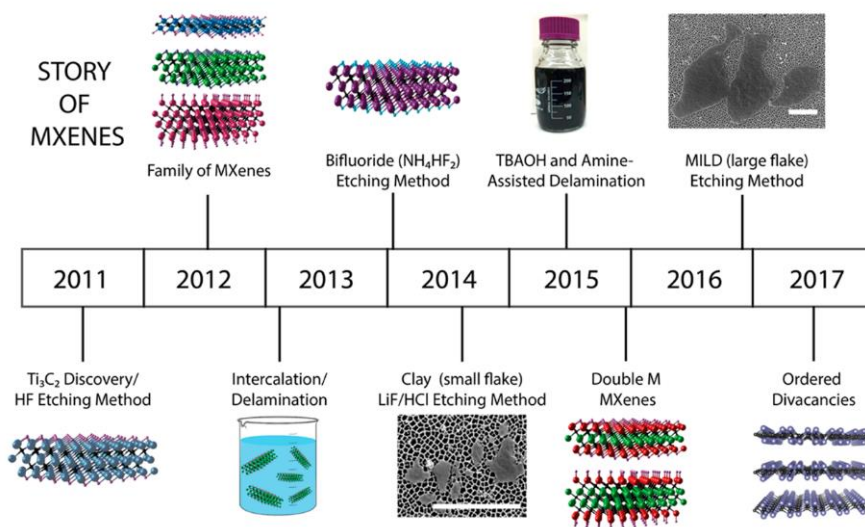 STORY
OF
MXENES
Family of MXenes
Bifluoride (NH₄HF₂)
Etching Method
TBAOH and Amine-
Assisted Delamination
MILD (large flake)
Etching Method
2011
2012
2013
2014
2015
2016
2017
Ti₃C₂ Discovery/
HF Etching Method
Intercalation/
Delamination
Clay (small flake)
LiF/HCl Etching Method
Double M
MXenes
Ordered
Divacancies